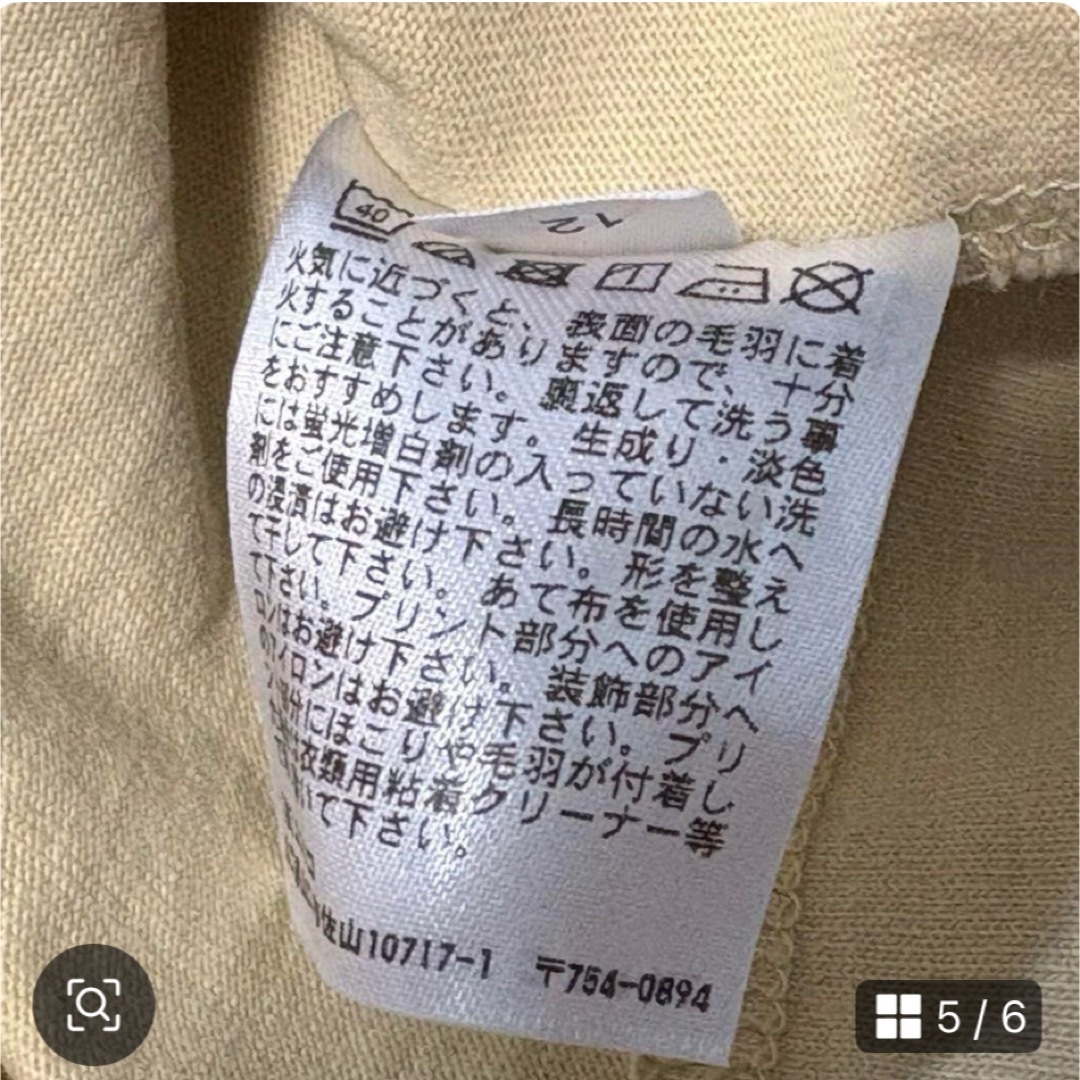 40
12
火気に近づくと、表面の毛羽に着
火することがありますので、十分
にご注意下さい。裏返して洗う事
をおすすめします。生成り・淡色
には蛍光増白剤の入っていない洗
剤をご使用下さい。長時間の水へ
の浸漬はお避け下さい。形を整え
て干して下さい。あて布を使用し
て下さい。プリント部分へのアイ
ロンはお避け下さい。装飾部分へ
のアイロンはお避け下さい。プリ
部分にほこりや毛羽が付着し
衣類用粘着クリーナー等
て下さい。
佐山10717-1 〒754-0894
5 / 6